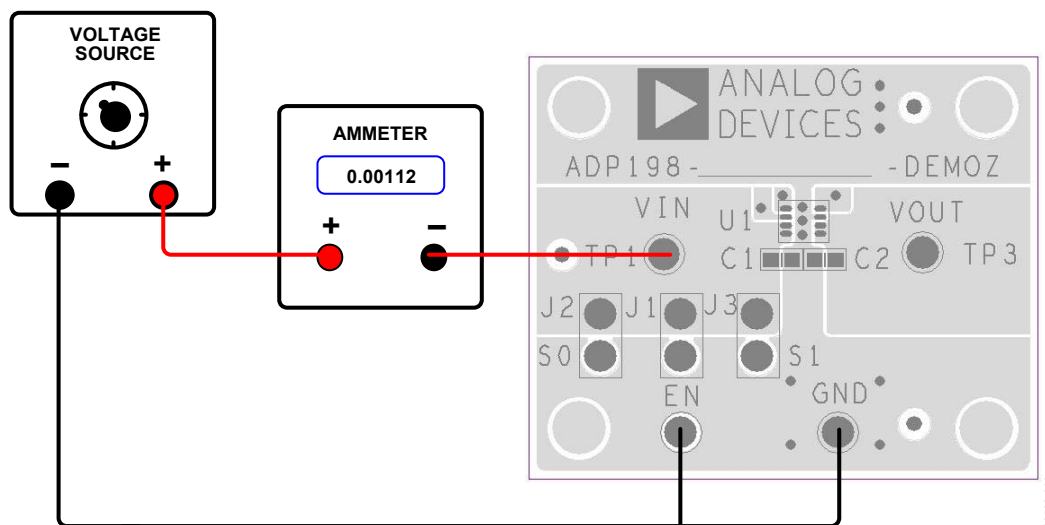 VOLTAGE
SOURCE
–
+
AMMETER
0.00112
+
–
ANALOG
DEVICES
ADP198-____________-DEMOZ
VIN
U1
VOUT
TP1
C1
C2
TP3
J2
J1
J3
S0
S1
EN
GND